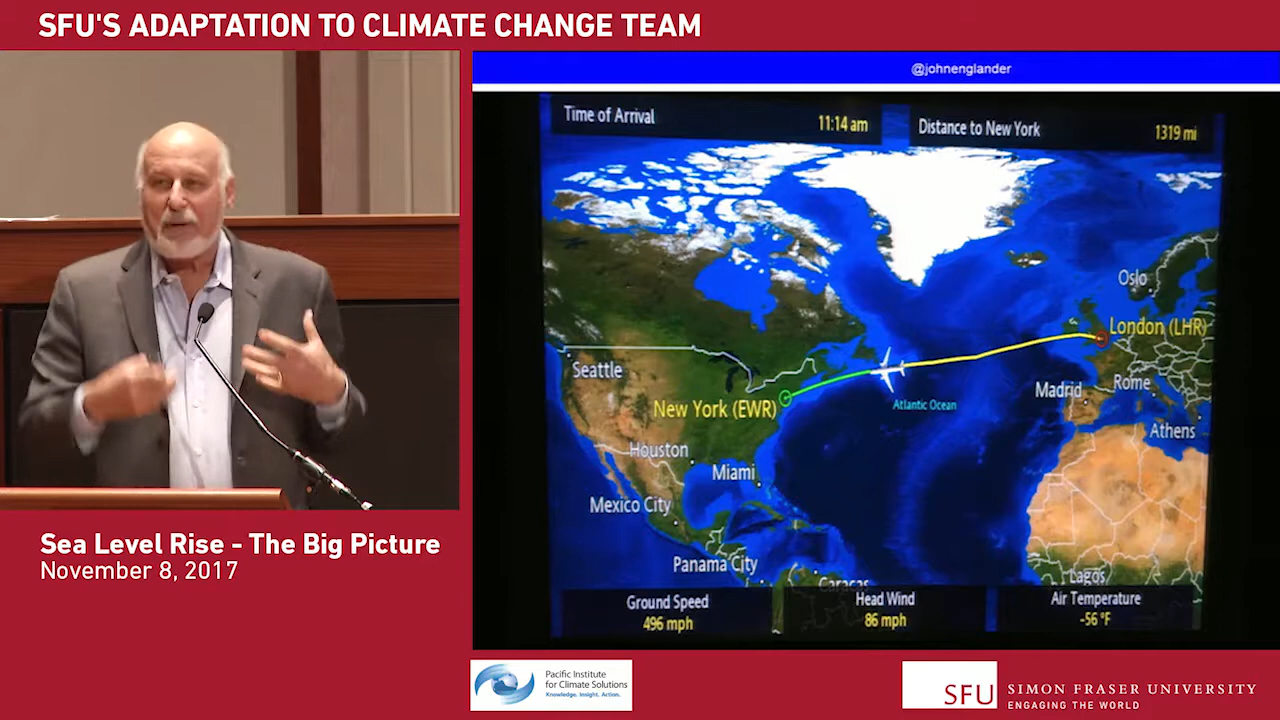 SFU'S ADAPTATION TO CLIMATE CHANGE TEAM
@johnenglander
Time of Arrival
11:14 am
Distance to New York
1319 mi
Oslo
London (LHR)
Seattle
Madrid
Rome
New York (EWR)
Atlantic Ocean
Athens
Houston
Miami
Mexico City
Panama City
Caracas
Lagos
Ground Speed
496 mph
Head Wind
86 mph
Air Temperature
-56 °F
Sea Level Rise - The Big Picture
November 8, 2017
Pacific Institute
for Climate Solutions
Knowledge. Insight. Action.
SFU
SIMON FRASER UNIVERSITY
ENGAGING THE WORLD